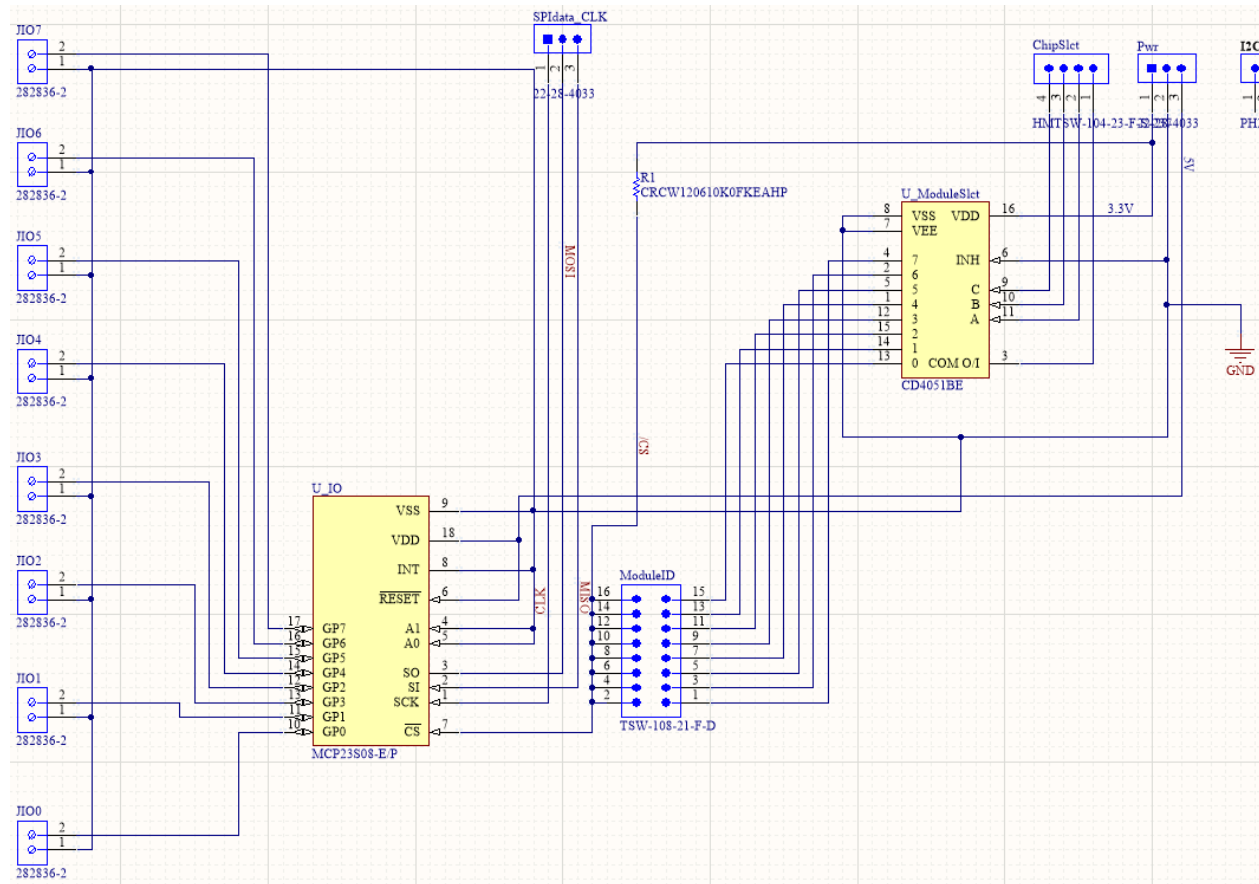 JIO7
2
1
282836-2
JIO6
2
1
282836-2
JIO5
2
1
282836-2
JIO4
2
1
282836-2
JIO3
2
1
282836-2
JIO2
2
1
282836-2
JIO1
2
1
282836-2
JIO0
2
1
282836-2
SPIdata_CLK
1
2
3
22-28-4033
MOSI
CLK
MISO
/CS
R1
CRCW120610K0FKEAHP
ChipSlct
4
3
2
1
HMTSW-104-23-F-S-250
Pwr
1
2
3
4033
5V
I2C
1
PH
U_ModuleSlct
8 VSS VDD 16
3.3V
7 VEE
4 7 INH 6
2 6
5 5 C 9
1 4 B 10
12 3 A 11
15 2
14 1
13 0 COM O/I 3
CD4051BE
GND
U_IO
VSS 9
VDD 18
INT 8
RESET 6
17 GP7 A1 4
16 GP6 A0 5
15 GP5
14 GP4 SO 3
12 GP2 SI 2
13 GP3 SCK 1
11 GP1
10 GP0 CS 7
MCP23S08-E/P
ModuleID
16 15
14 13
12 11
10 9
8 7
6 5
4 3
2 1
TSW-108-21-F-D